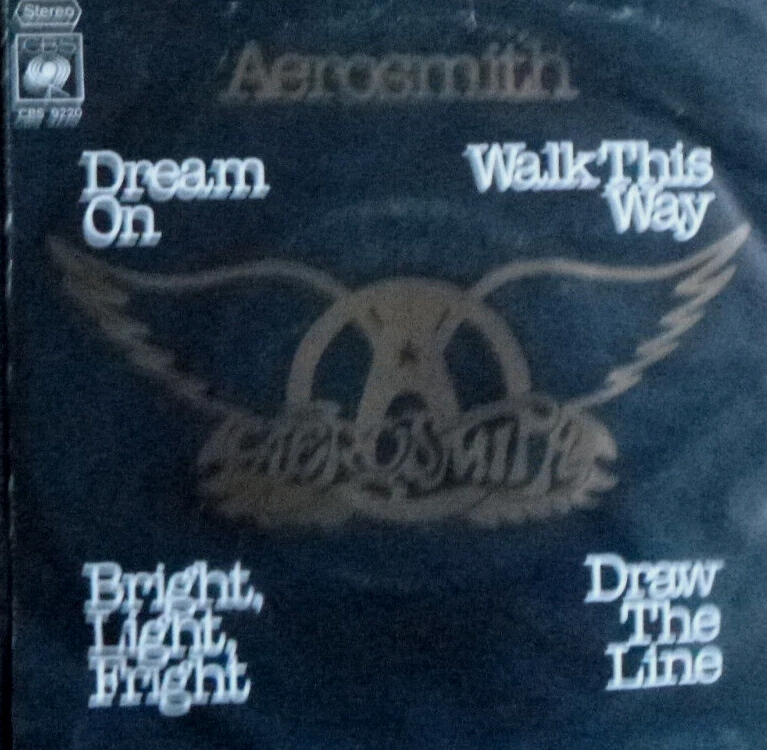 Stereo
CBS
CBS 9220
Aerosmith
Dream
On
Walk This
Way
AEROSMITH
Bright,
Light,
Fright
Draw
The
Line